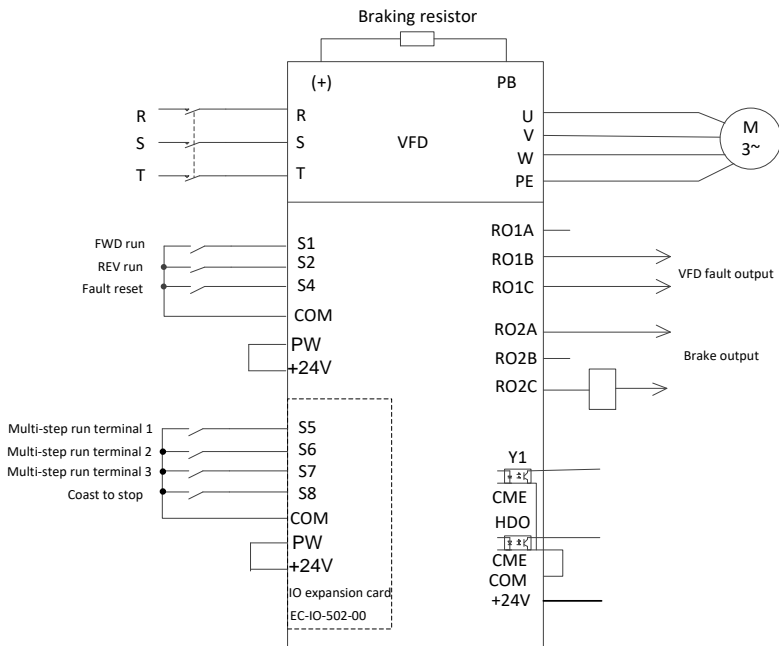 Braking resistor
(+)
PB
R
S
T
R
S
T
VFD
U
V
W
PE
M
3~
FWD run
REV run
Fault reset
S1
S2
S4
COM
PW
+24V
RO1A
RO1B
RO1C
VFD fault output
RO2A
RO2B
RO2C
Brake output
Multi-step run terminal 1
Multi-step run terminal 2
Multi-step run terminal 3
Coast to stop
S5
S6
S7
S8
COM
PW
+24V
IO expansion card
EC-IO-502-00
Y1
CME
HDO
CME
COM
+24V